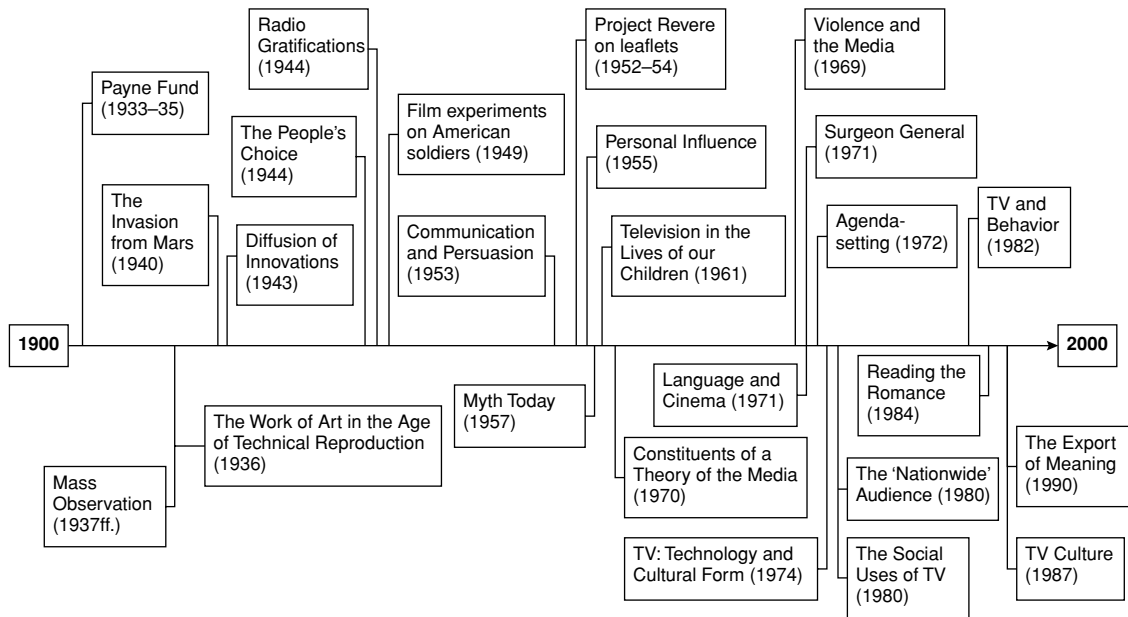 Radio
Gratifications
(1944)
Project Revere
on leaflets
(1952–54)
Violence and
the Media
(1969)
Payne Fund
(1933–35)
Film experiments
on American
soldiers (1949)
The People's
Choice
(1944)
Personal Influence
(1955)
Surgeon General
(1971)
The
Invasion
from Mars
(1940)
Diffusion of
Innovations
(1943)
Communication
and Persuasion
(1953)
Television in the
Lives of our
Children (1961)
Agenda-
setting (1972)
TV and
Behavior
(1982)
1900
2000
Myth Today
(1957)
Language and
Cinema (1971)
Reading the
Romance
(1984)
The Work of Art in the Age
of Technical Reproduction
(1936)
Mass
Observation
(1937ff.)
Constituents of a
Theory of the Media
(1970)
The ‘Nationwide’
Audience (1980)
The Export
of Meaning
(1990)
TV: Technology and
Cultural Form (1974)
The Social
Uses of TV
(1980)
TV Culture
(1987)